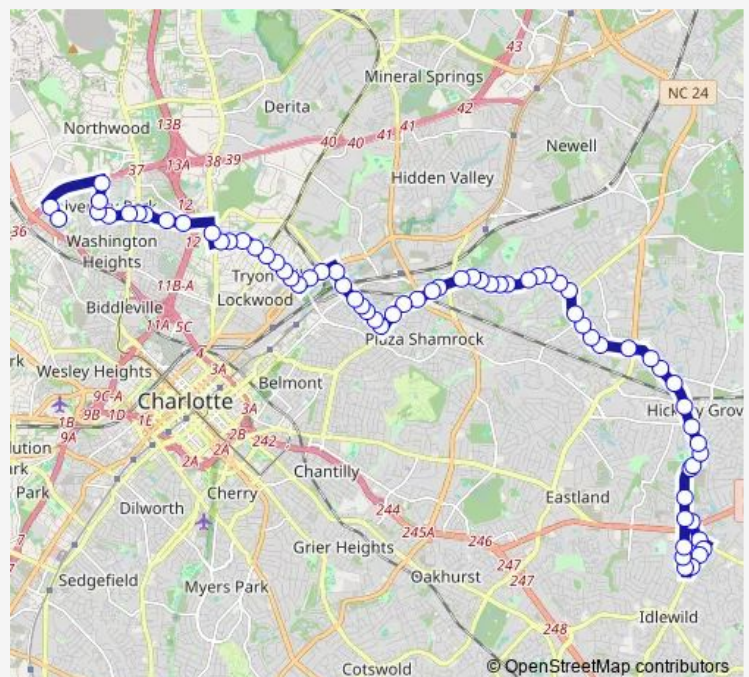 43
Mineral Springs
NC 24
Derita
42
13B
41
41
40
40
Northwood
38 39
Newell
13A
37
Hidden Valley
12
36
Washington
Heights
12
Tryon
Lockwood
11B-A
Biddleville
11A
5C
Plaza Shamrock
4
rk
Wesley Heights
3A
Belmont
9C-A
Charlotte
9B
1D
1E
3A
1B
9A
2B
242
2A
2A
Chantilly
Park
Cherry
Eastland
Dilworth
244
245A
246
7
Grier Heights
247
247
Oakhurst
Sedgefield
Myers Park
Idlewild
248
Cotswold
© OpenStreetMap contributors